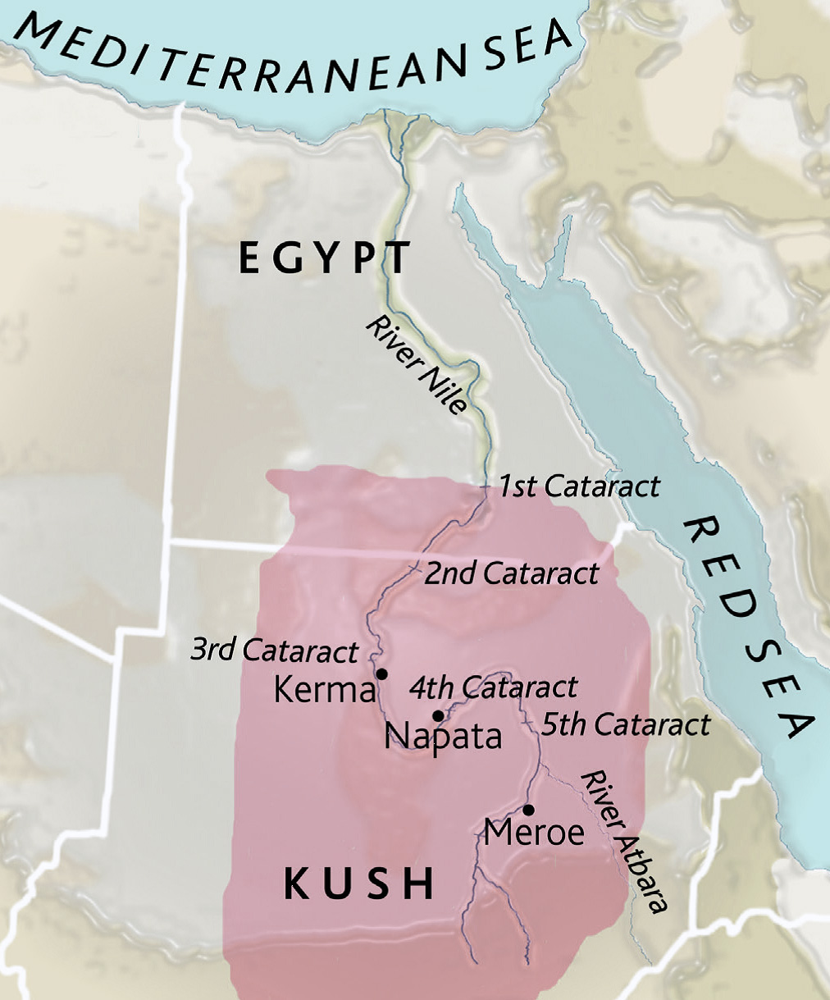 MEDITERRANEAN SEA
EGYPT
River Nile
1st Cataract
RED SEA
2nd Cataract
3rd Cataract
Kerma
4th Cataract
5th Cataract
Napata
River Atbara
Meroe
KUSH